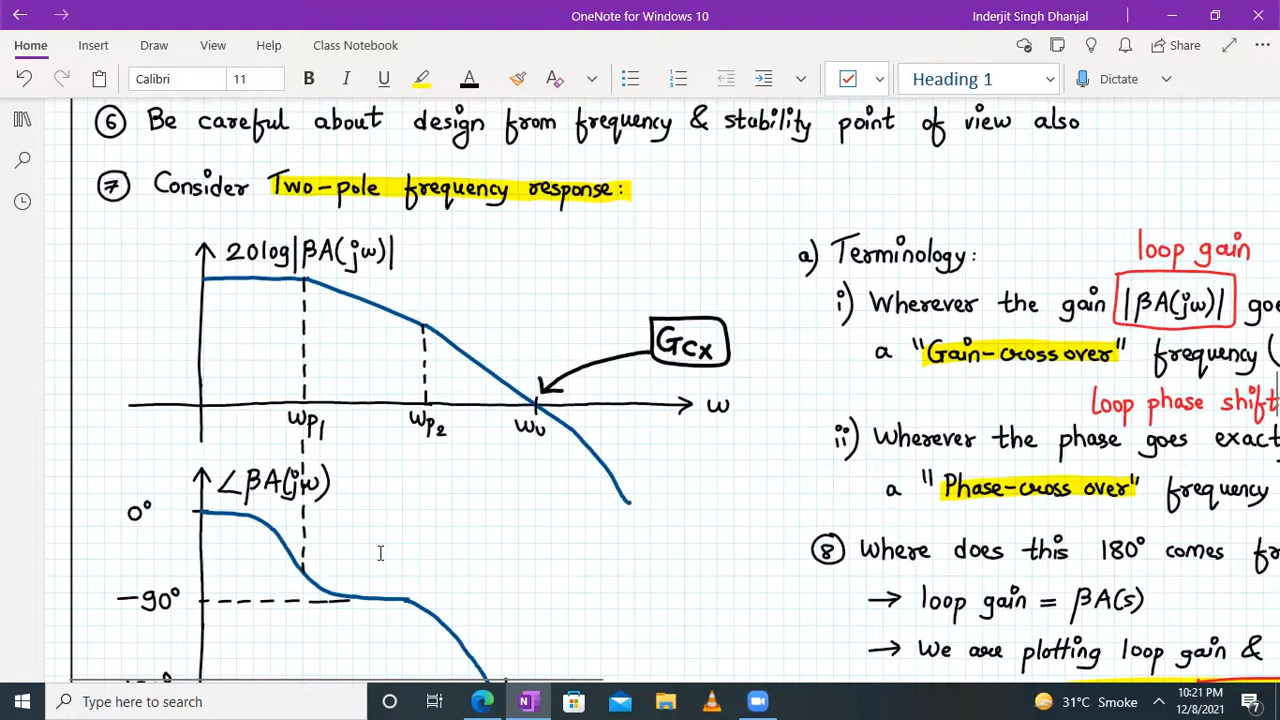 OneNote for Windows 10
Inderjit Singh Dhanjal
Home Insert Draw View Help Class Notebook
Share
Calibri 11 B I U A Heading 1 Dictate
⑥ Be careful about design from frequency & stability point of view also
⑦ Consider Two-pole frequency response:
20log|βA(jω)|
Gcx
ωp₁ ωp₂ ωu ω
∠βA(jω)
0°
-90°
a) Terminology:
loop gain
i) Wherever the gain |βA(jω)| goe
a "Gain-cross over" frequency (
loop phase shift
ii) Wherever the phase goes exact
a "Phase-cross over" frequency
⑧ Where does this 180° comes f
→ loop gain = βA(s)
→ We are plotting loop gain &
Type here to search
31°C Smoke
10:21 PM
12/8/2021
7